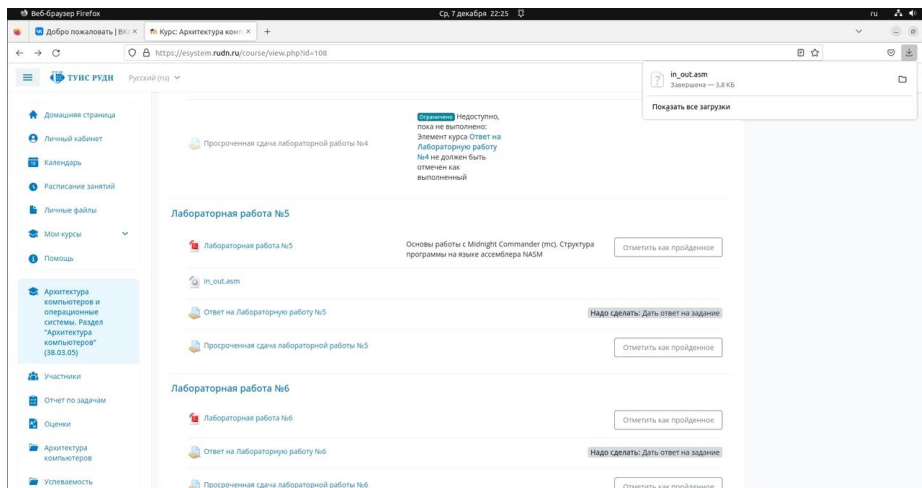 Веб-браузер Firefox
Ср, 7 декабря 22:25
ru
Добро пожаловать | ВК
Курс: Архитектура комп
https://esystem.rudn.ru/course/view.php?id=108
in_out.asm
Завершена — 3,8 КБ
Показать все загрузки
ТУИС РУДН
Русский (ru)
Домашняя страница
Личный кабинет
Календарь
Расписание занятий
Личные файлы
Мои курсы
Помощь
Архитектура
компьютеров и
операционные
системы. Раздел
"Архитектура
компьютеров"
(38.03.05)
Участники
Отчет по задачам
Оценки
Архитектура
компьютеров
Успеваемость
Просроченная сдача лабораторной работы №4
Ограничено Недоступно,
пока не выполнено:
Элемент курса Ответ на
Лабораторную работу
№4 не должен быть
отмечен как
выполненный
Лабораторная работа №5
Лабораторная работа №5
Основы работы с Midnight Commander (mc). Структура
программы на языке ассемблера NASM
Отметить как пройденное
in_out.asm
Ответ на Лабораторную работу №5
Надо сделать: Дать ответ на задание
Просроченная сдача лабораторной работы №5
Отметить как пройденное
Лабораторная работа №6
Лабораторная работа №6
Отметить как пройденное
Ответ на Лабораторную работу №6
Надо сделать: Дать ответ на задание
Просроченная сдача лабораторной работы №6
Отметить как пройденное